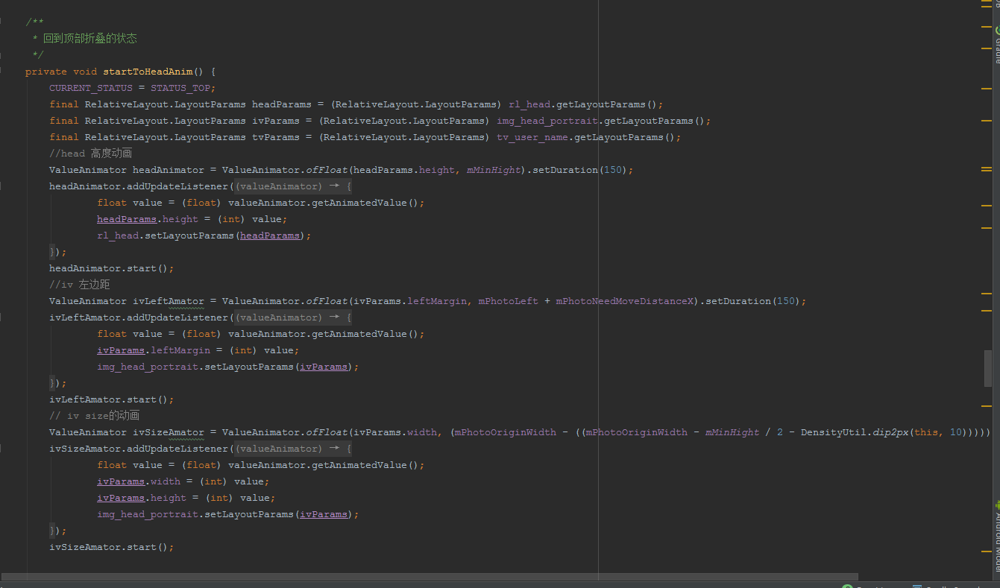 /**
 * 回到顶部折叠的状态
 */
private void startToHeadAnim() {
    CURRENT_STATUS = STATUS_TOP;
    final RelativeLayout.LayoutParams headParams = (RelativeLayout.LayoutParams) rl_head.getLayoutParams();
    final RelativeLayout.LayoutParams ivParams = (RelativeLayout.LayoutParams) img_head_portrait.getLayoutParams();
    final RelativeLayout.LayoutParams tvParams = (RelativeLayout.LayoutParams) tv_user_name.getLayoutParams();
    //head 高度动画
    ValueAnimator headAnimator = ValueAnimator.ofFloat(headParams.height, mMinHight).setDuration(150);
    headAnimator.addUpdateListener((valueAnimator) → {
            float value = (float) valueAnimator.getAnimatedValue();
            headParams.height = (int) value;
            rl_head.setLayoutParams(headParams);
    });
    headAnimator.start();
    //iv 左边距
    ValueAnimator ivLeftAmator = ValueAnimator.ofFloat(ivParams.leftMargin, mPhotoLeft + mPhotoNeedMoveDistanceX).setDuration(150);
    ivLeftAmator.addUpdateListener((valueAnimator) → {
            float value = (float) valueAnimator.getAnimatedValue();
            ivParams.leftMargin = (int) value;
            img_head_portrait.setLayoutParams(ivParams);
    });
    ivLeftAmator.start();
    // iv size的动画
    ValueAnimator ivSizeAmator = ValueAnimator.ofFloat(ivParams.width, (mPhotoOriginWidth - ((mPhotoOriginWidth - mMinHight / 2 - DensityUtil.dip2px(this, 10)))))
    ivSizeAmator.addUpdateListener((valueAnimator) → {
            float value = (float) valueAnimator.getAnimatedValue();
            ivParams.width = (int) value;
            ivParams.height = (int) value;
            img_head_portrait.setLayoutParams(ivParams);
    });
    ivSizeAmator.start();
Gradle
Android Model